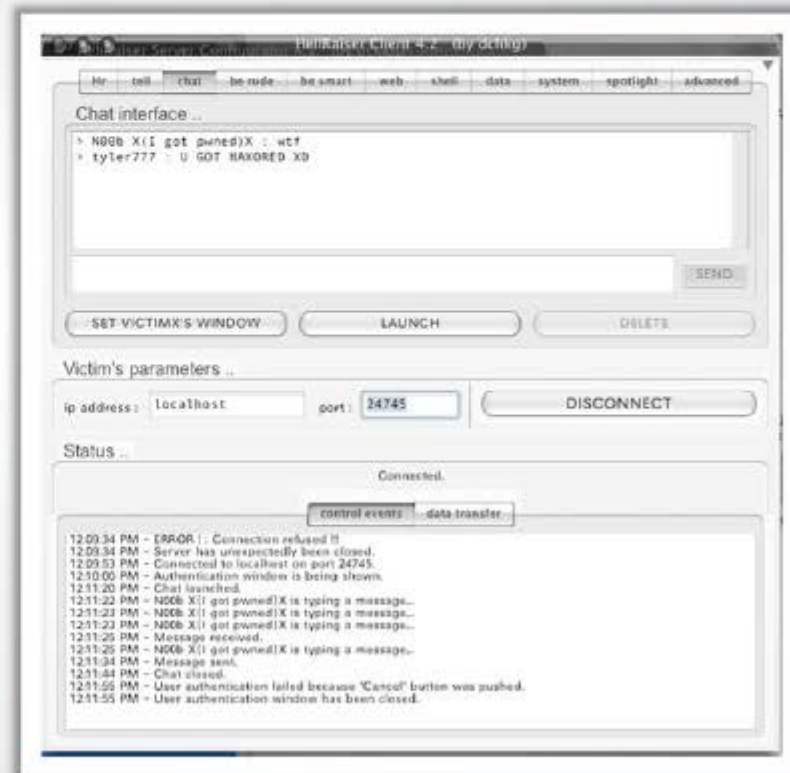 HellRaiser Client 4.2 (by dchkg)
Hr tell chat be rude be smart web shell data system spotlight advanced
Chat interface ..
> N00b X(I got pwned)X : wtf
> tyler777 : U GOT HAXORED XD
SEND
SET VICTIMX'S WINDOW LAUNCH DELETE
Victim's parameters ..
ip address : localhost port : 24745 DISCONNECT
Status ..
Connected.
control events data transfer
12:09:34 PM - ERROR ! : Connection refused !!
12:09:34 PM - Server has unexpectedly been closed.
12:09:53 PM - Connected to localhost on port 24745.
12:10:00 PM - Authentication window is being shown.
12:11:20 PM - Chat launched.
12:11:22 PM - N00b X(I got pwned)X is typing a message...
12:11:23 PM - N00b X(I got pwned)X is typing a message...
12:11:23 PM - N00b X(I got pwned)X is typing a message...
12:11:25 PM - Message received.
12:11:25 PM - N00b X(I got pwned)X is typing a message...
12:11:34 PM - Message sent.
12:11:44 PM - Chat closed.
12:11:55 PM - User authentication failed because 'Cancel' button was pushed.
12:11:55 PM - User authentication window has been closed.